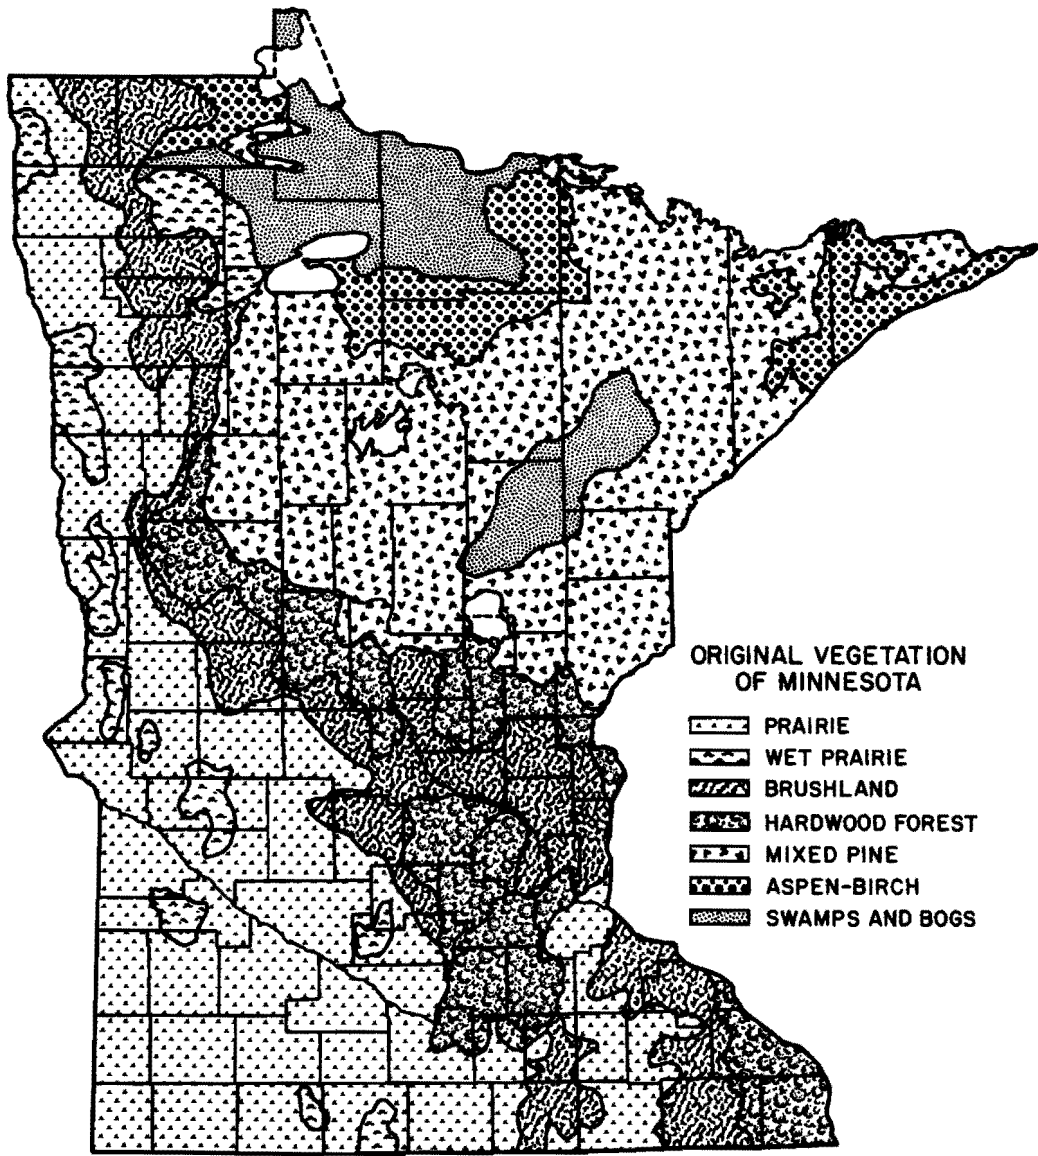 ORIGINAL VEGETATION
OF MINNESOTA
PRAIRIE
WET PRAIRIE
BRUSHLAND
HARDWOOD FOREST
MIXED PINE
ASPEN-BIRCH
SWAMPS AND BOGS